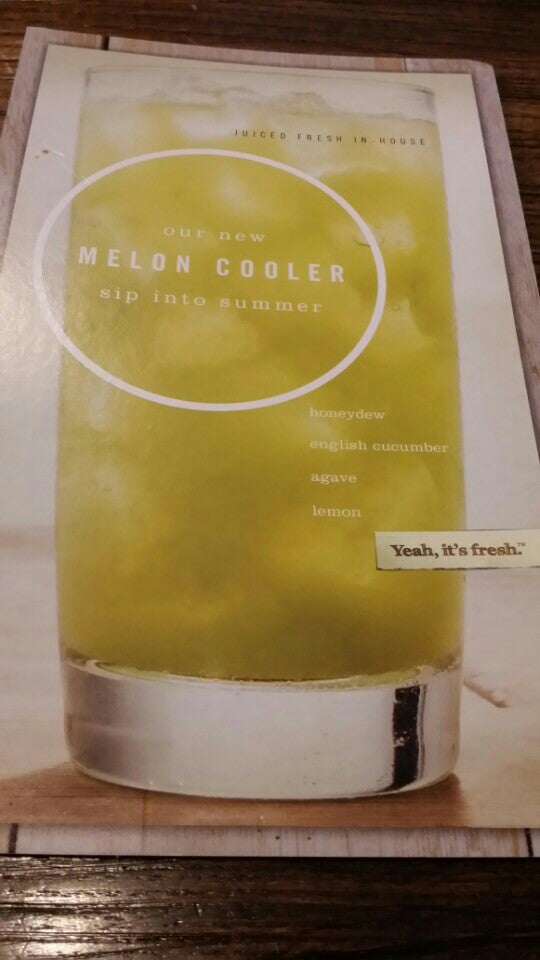 JUICED FRESH IN-HOUSE
our new
MELON COOLER
sip into summer
honeydew
english cucumber
agave
lemon
Yeah, it's fresh.™